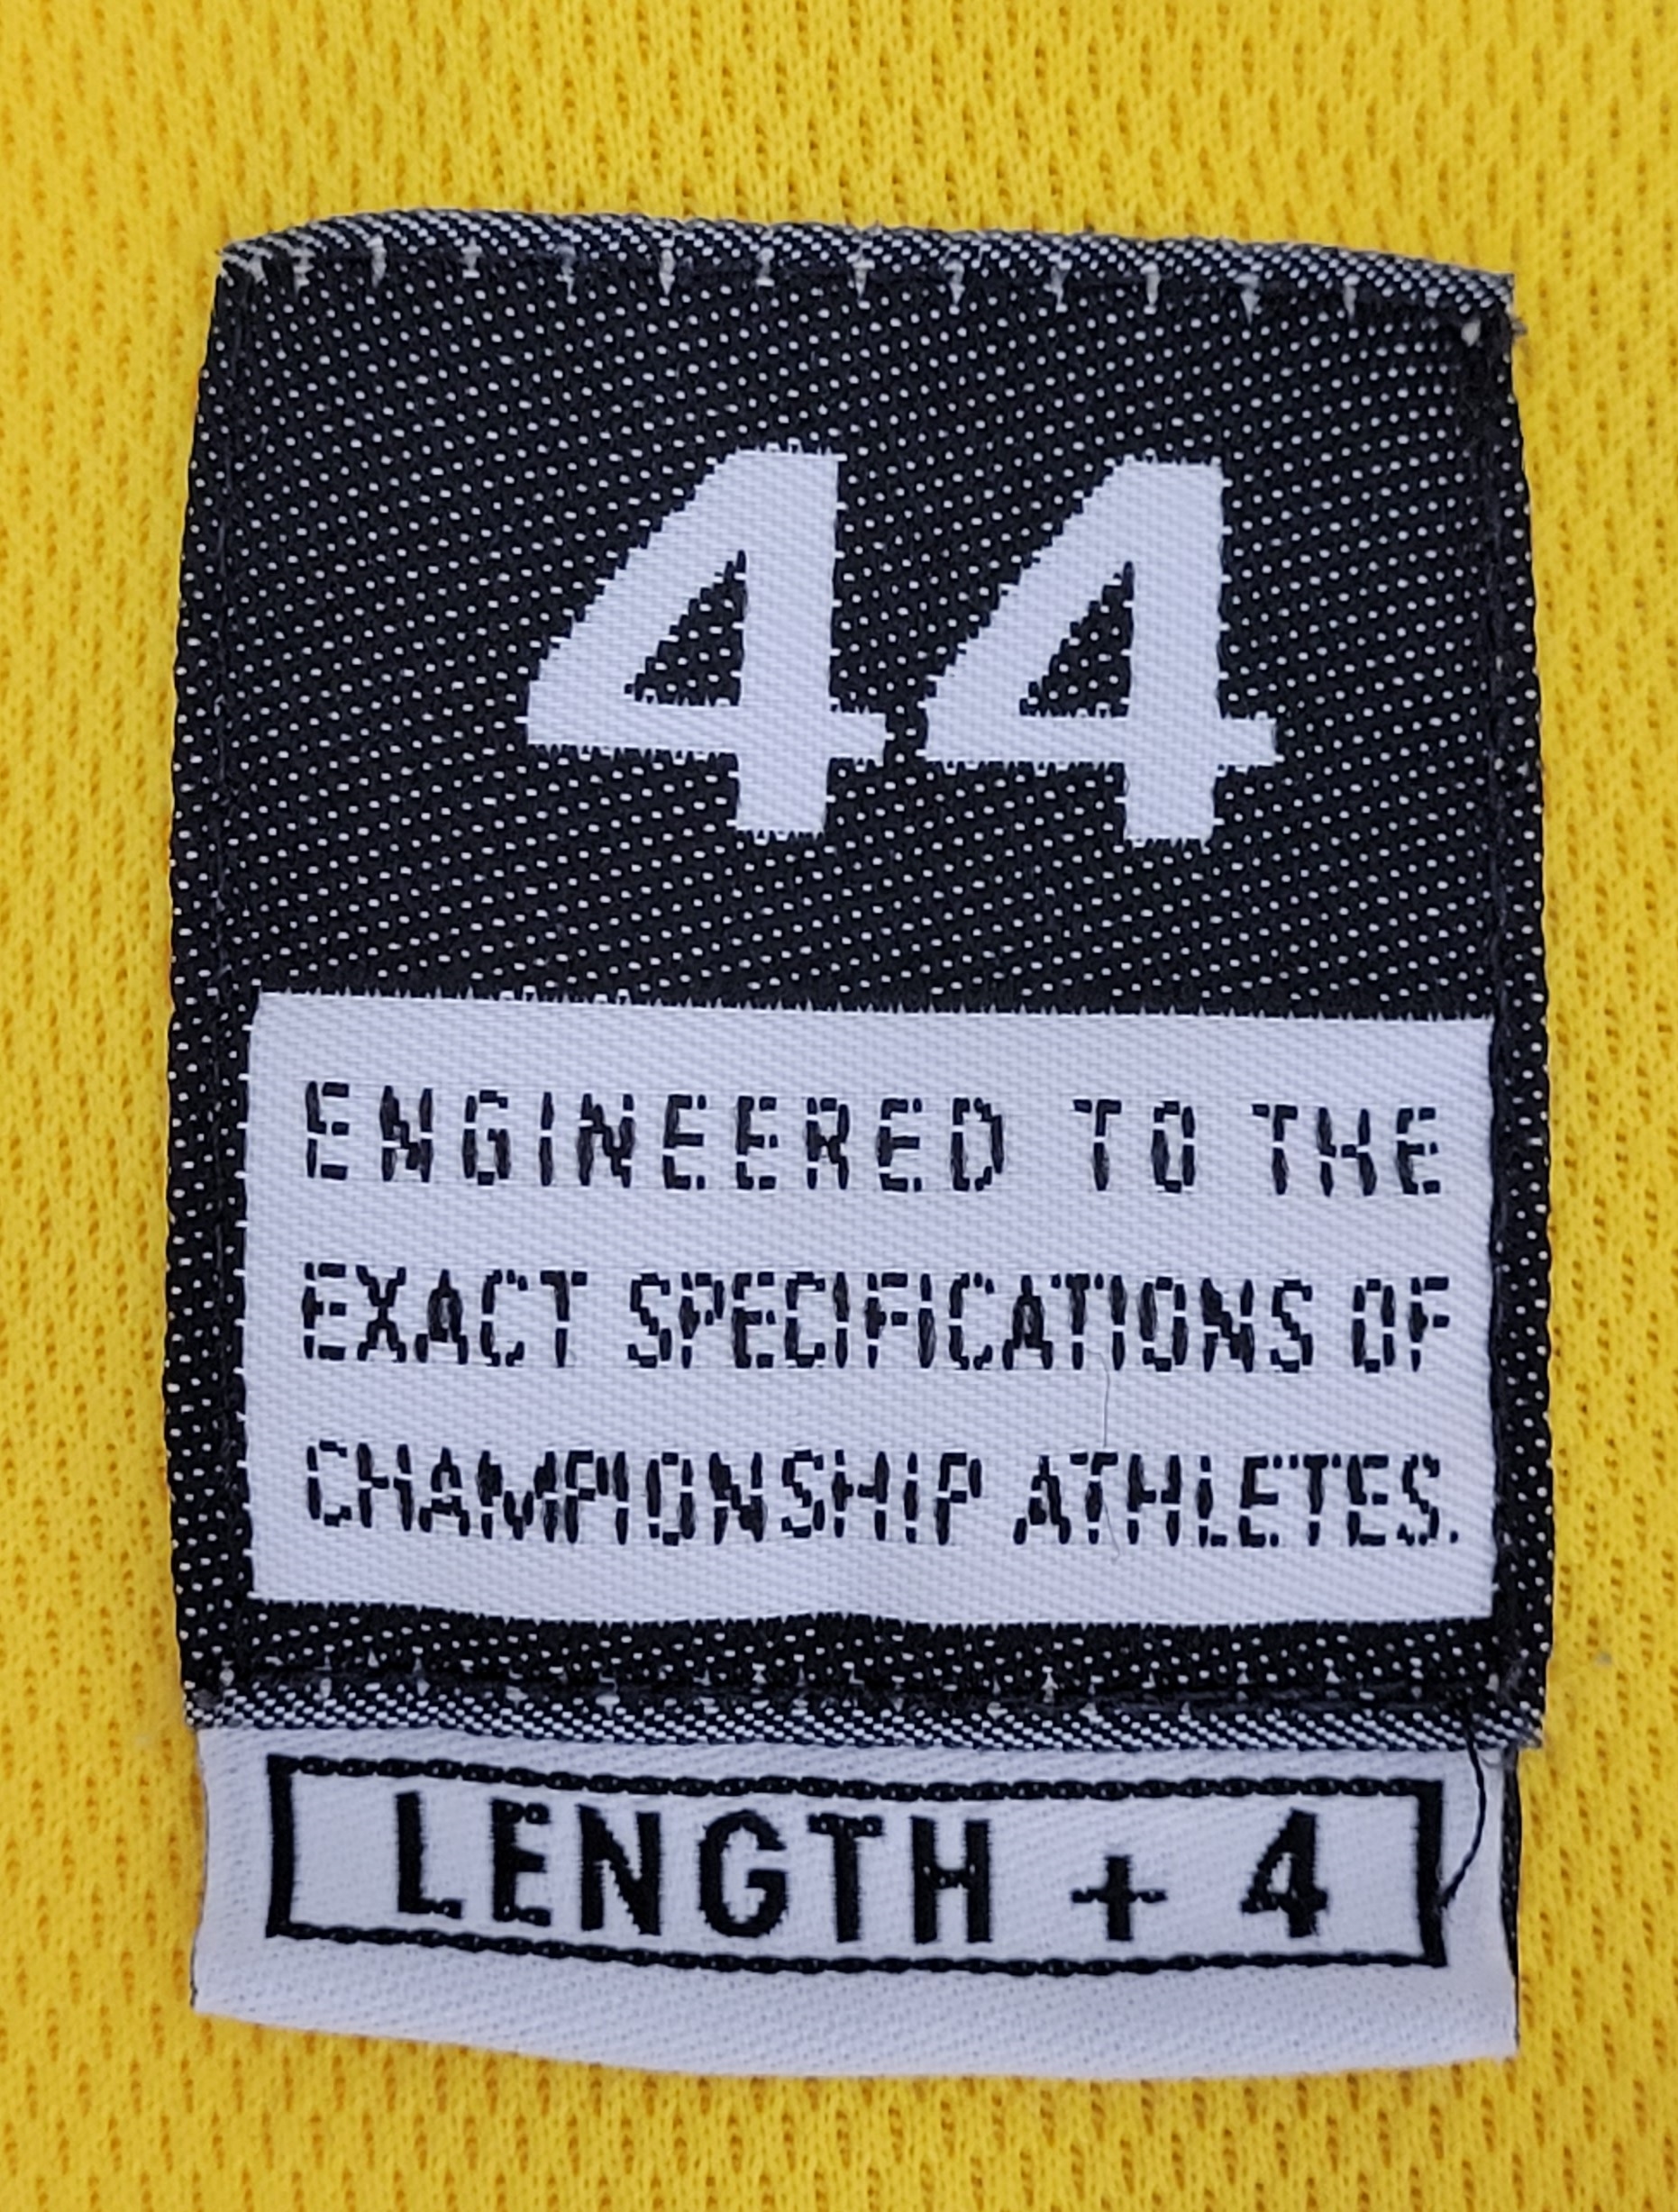 44
ENGINEERED TO THE
EXACT SPECIFICATIONS OF
CHAMPIONSHIP ATHLETES.
LENGTH + 4